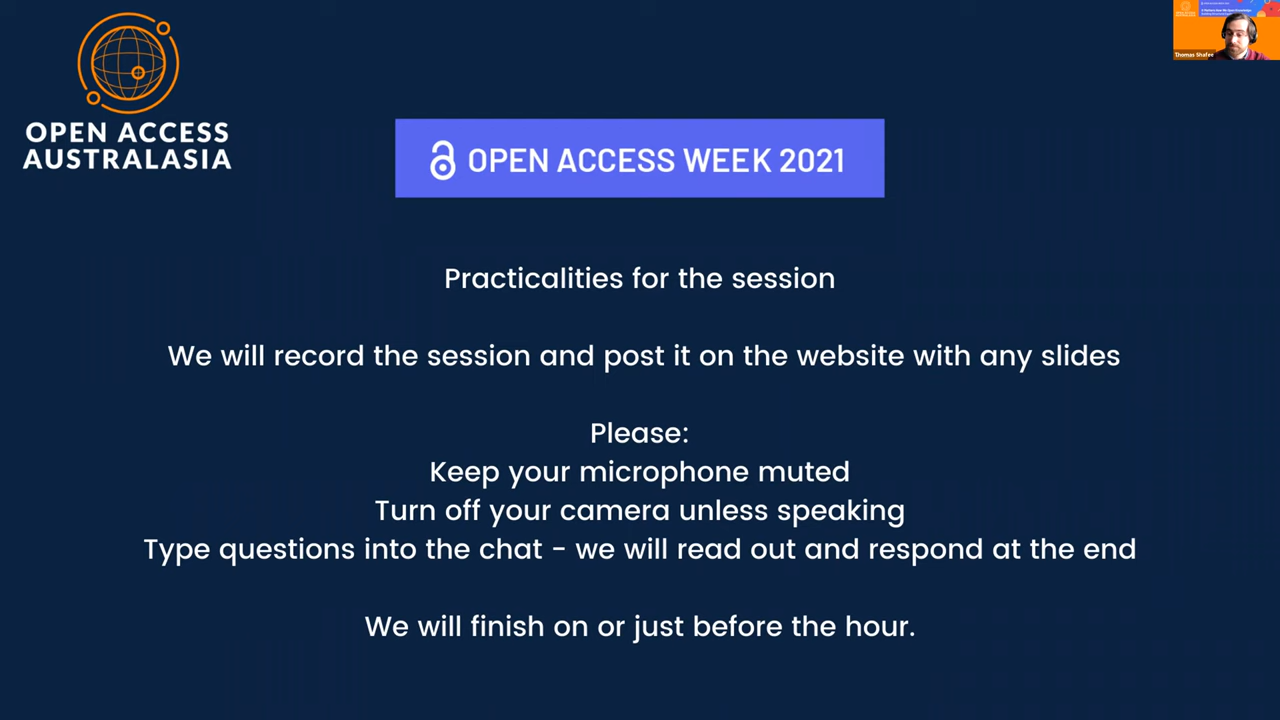 OPEN ACCESS
AUSTRALASIA
OPEN ACCESS WEEK 2021
Practicalities for the session
We will record the session and post it on the website with any slides
Please:
Keep your microphone muted
Turn off your camera unless speaking
Type questions into the chat - we will read out and respond at the end
We will finish on or just before the hour.
Thomas Shafee